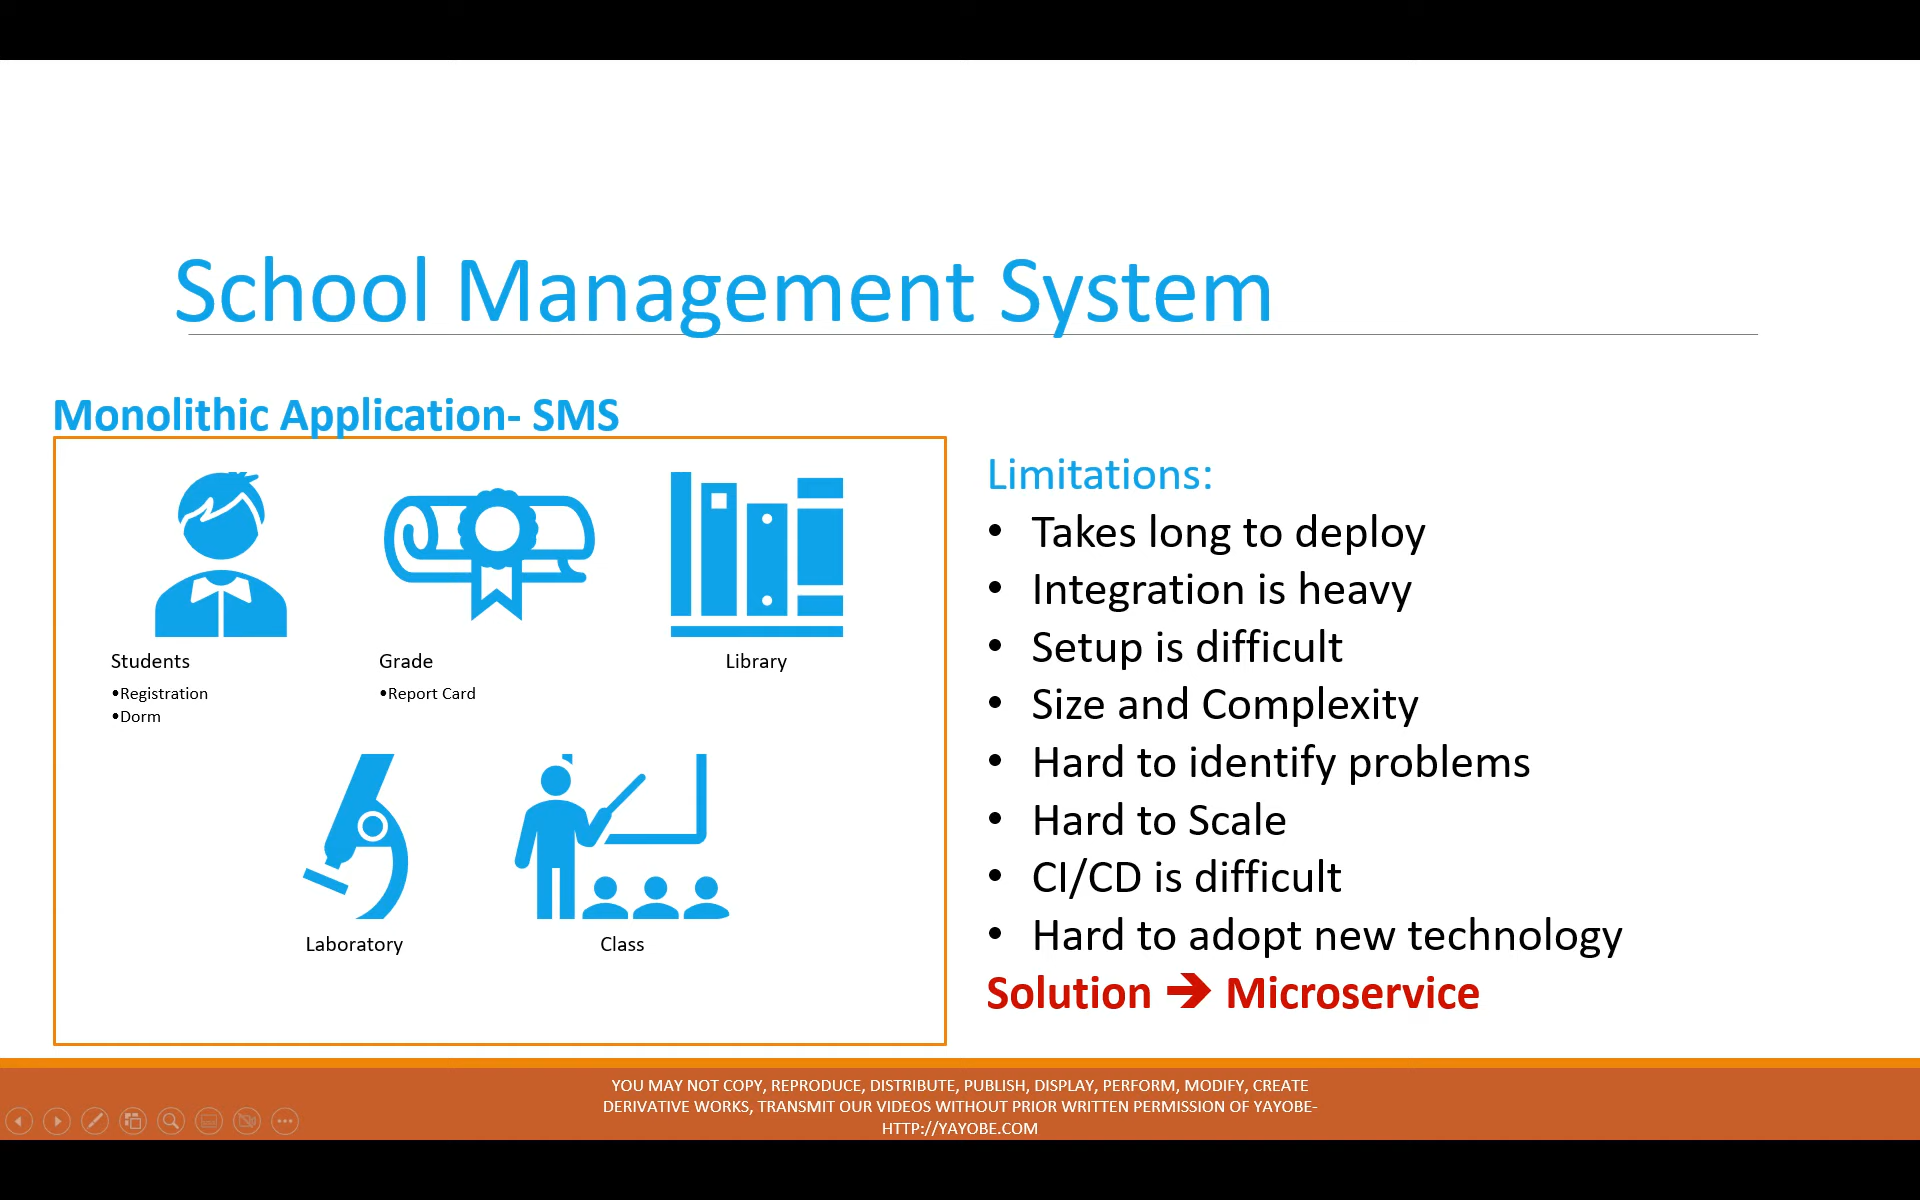 School Management System
Monolithic Application- SMS
Students
•Registration
•Dorm
Grade
•Report Card
Library
Laboratory
Class
Limitations:
• Takes long to deploy
• Integration is heavy
• Setup is difficult
• Size and Complexity
• Hard to identify problems
• Hard to Scale
• CI/CD is difficult
• Hard to adopt new technology
Solution ➔ Microservice
YOU MAY NOT COPY, REPRODUCE, DISTRIBUTE, PUBLISH, DISPLAY, PERFORM, MODIFY, CREATE
DERIVATIVE WORKS, TRANSMIT OUR VIDEOS WITHOUT PRIOR WRITTEN PERMISSION OF YAYOBE-
HTTP://YAYOBE.COM